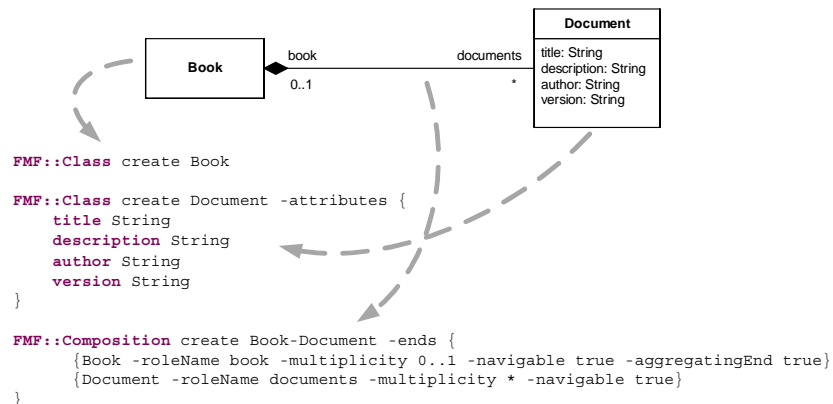 Document
book
documents
title: String
Book
description: String
0..1
*
author: String
version: String
FMF::Class create Book
FMF::Class create Document -attributes {
title String
description String
author String
version String
}
FMF::Composition create Book-Document -ends {
{Book -roleName book -multiplicity 0..1 -navigable true -aggregatingEnd true}
{Document -roleName documents -multiplicity * -navigable true}
}